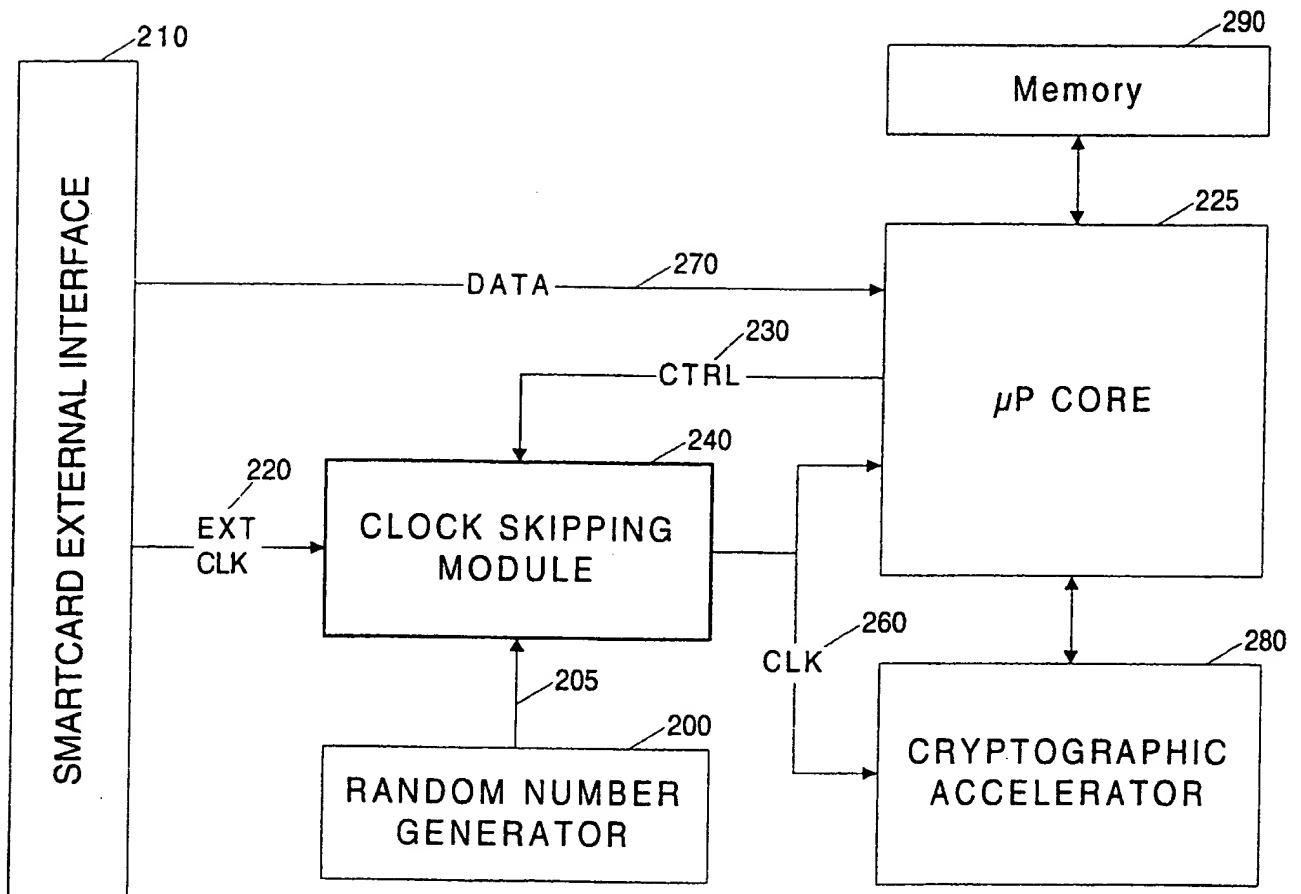 210
SMARTCARD EXTERNAL INTERFACE
290
Memory
225
270
DATA
230
CTRL
µP CORE
240
220
EXT
CLK
CLOCK SKIPPING
MODULE
260
CLK
280
205
200
RANDOM NUMBER
GENERATOR
CRYPTOGRAPHIC
ACCELERATOR